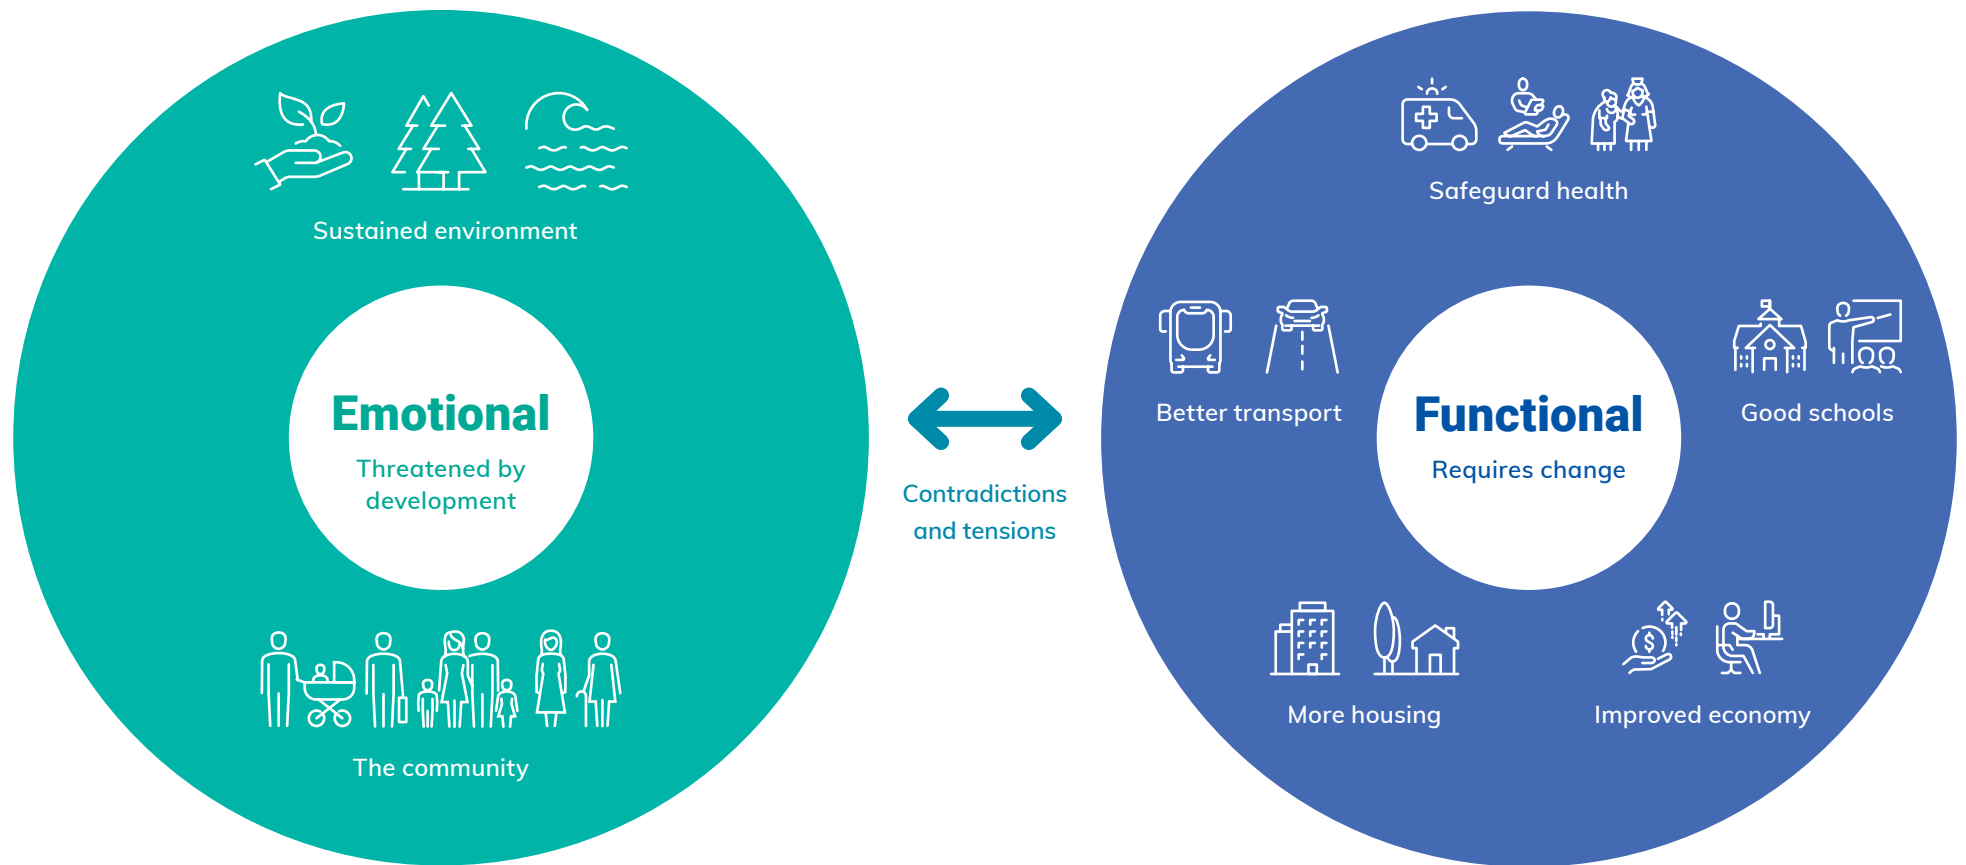 Sustained environment
Emotional
Threatened by
development
The community
Contradictions
and tensions
Safeguard health
Better transport
Functional
Requires change
Good schools
$
More housing
Improved economy